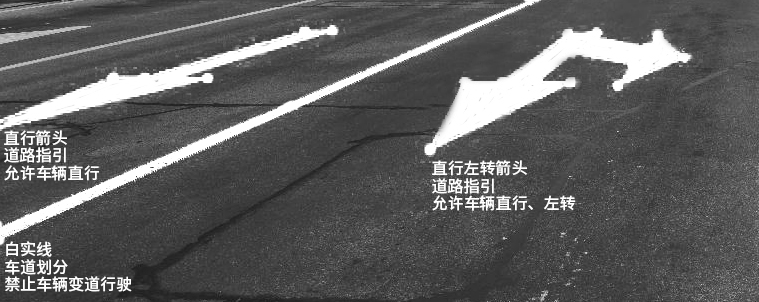 直行箭头
道路指引
允许车辆直行
直行左转箭头
道路指引
允许车辆直行、左转
白实线
车道划分
禁止车辆变道行驶